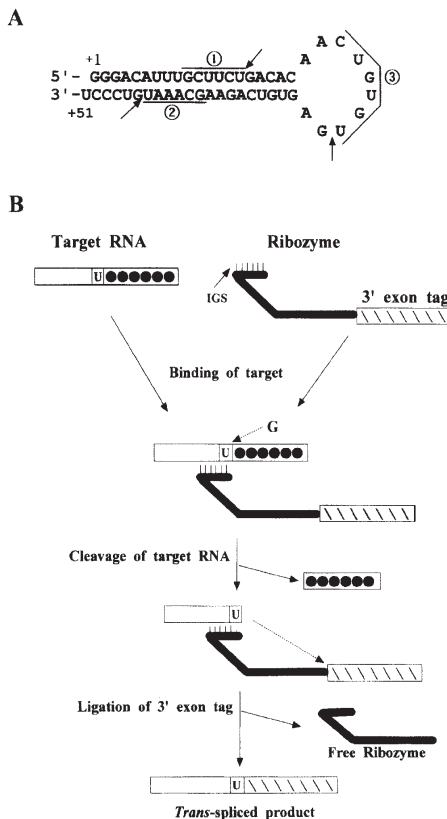 A
+1
①
5'- GGGACAUUUGCUUCUGACAC
3'-UCCCUGUAAACGAAGACUGUG
A A C U G U G U G A
③
+51
②
B
Target RNA
Ribozyme
U
IGS
3' exon tag
Binding of target
G
U
Cleavage of target RNA
U
Ligation of 3' exon tag
Free Ribozyme
U
Trans-spliced product